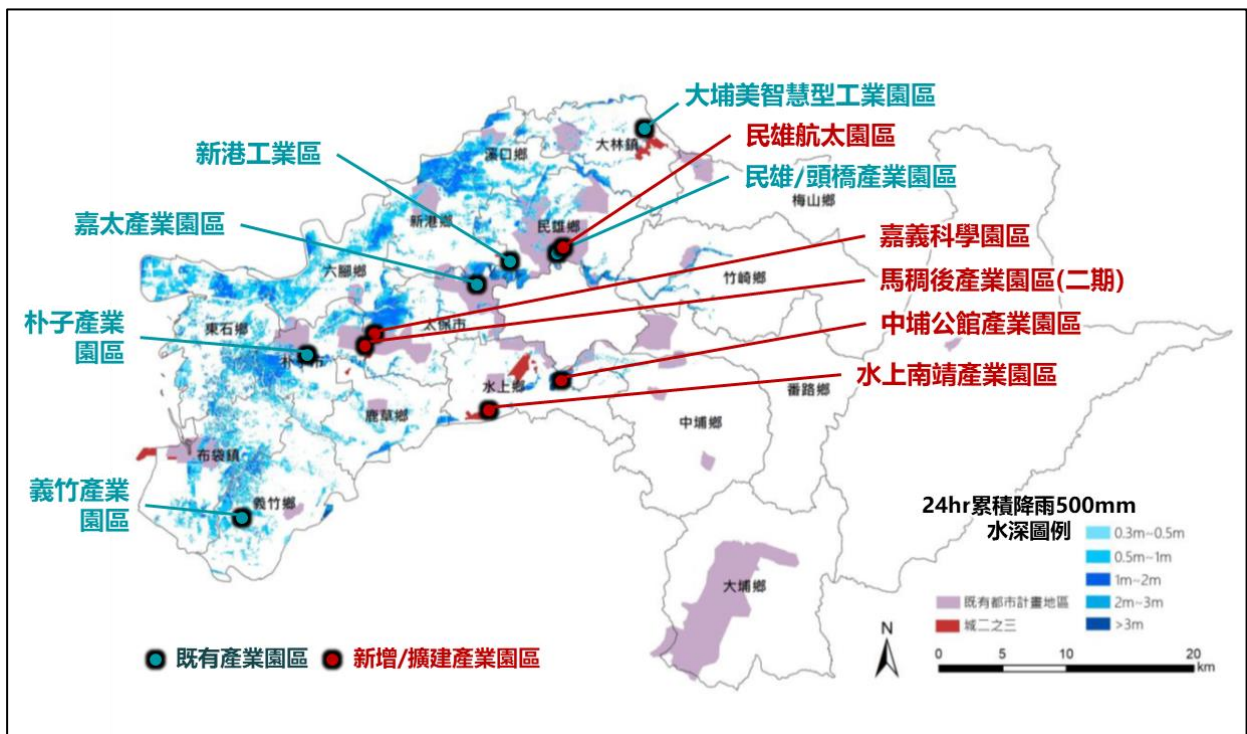 大埔美智慧型工業園區
民雄航太園區
民雄/頭橋產業園區
新港工業區
嘉太產業園區
嘉義科學園區
馬稠後產業園區(二期)
中埔公館產業園區
水上南靖產業園區
朴子產業
園區
義竹產業
園區
大林鎮
溪口鄉
梅山鄉
新港鄉
民雄鄉
竹崎鄉
六腳鄉
東石鄉
太保市
朴子市
水上鄉
番路鄉
鹿草鄉
中埔鄉
布袋鎮
義竹鄉
大埔鄉
24hr累積降雨500mm
水深圖例
0.3m~0.5m
0.5m~1m
1m~2m
2m~3m
>3m
既有都市計畫地區
城二之三
N
0 5 10 20
km
既有產業園區
新增/擴建產業園區